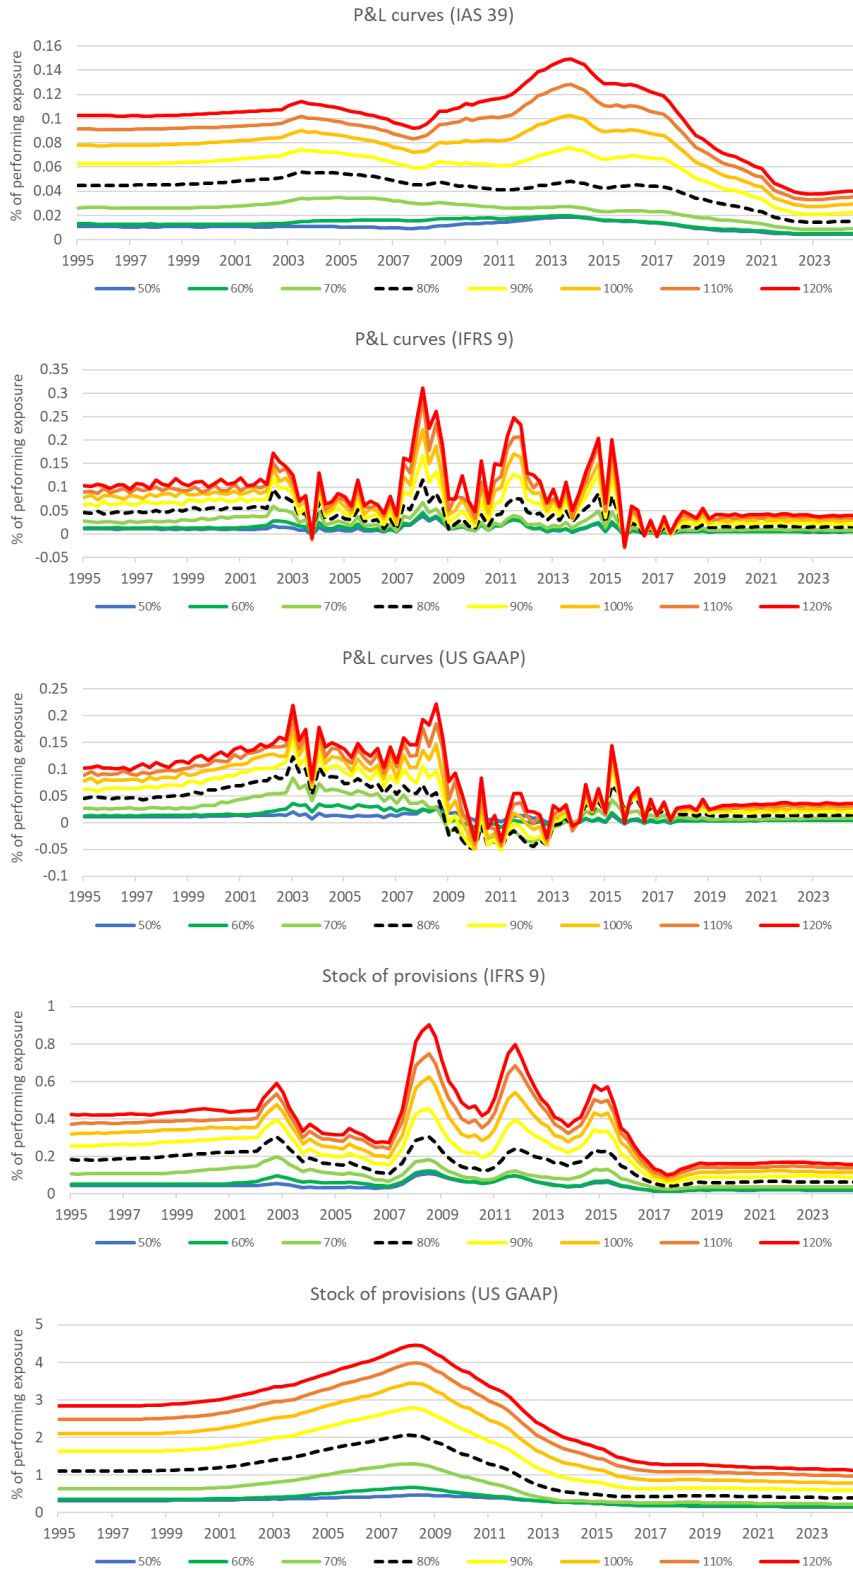 P&L curves (IAS 39)
% of performing exposure
0.16
0.14
0.12
0.1
0.08
0.06
0.04
0.02
0
1995 1997 1999 2001 2003 2005 2007 2009 2011 2013 2015 2017 2019 2021 2023
50% 60% 70% 80% 90% 100% 110% 120%
P&L curves (IFRS 9)
% of performing exposure
0.35
0.3
0.25
0.2
0.15
0.1
0.05
0
-0.05
1995 1997 1999 2001 2003 2005 2007 2009 2011 2013 2015 2017 2019 2021 2023
50% 60% 70% 80% 90% 100% 110% 120%
P&L curves (US GAAP)
% of performing exposure
0.25
0.2
0.15
0.1
0.05
0
-0.05
-0.1
1995 1997 1999 2001 2003 2005 2007 2009 2011 2013 2015 2017 2019 2021 2023
50% 60% 70% 80% 90% 100% 110% 120%
Stock of provisions (IFRS 9)
% of performing exposure
1
0.8
0.6
0.4
0.2
0
1995 1997 1999 2001 2003 2005 2007 2009 2011 2013 2015 2017 2019 2021 2023
50% 60% 70% 80% 90% 100% 110% 120%
Stock of provisions (US GAAP)
% of performing exposure
5
4
3
2
1
0
1995 1997 1999 2001 2003 2005 2007 2009 2011 2013 2015 2017 2019 2021 2023
50% 60% 70% 80% 90% 100% 110% 120%